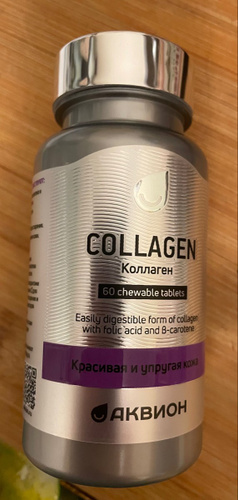 COLLAGEN
Коллаген
60 chewable tablets
Easily digestible form of collagen
with folic acid and B-carotene
Красивая и упругая кожа
АКВИОН